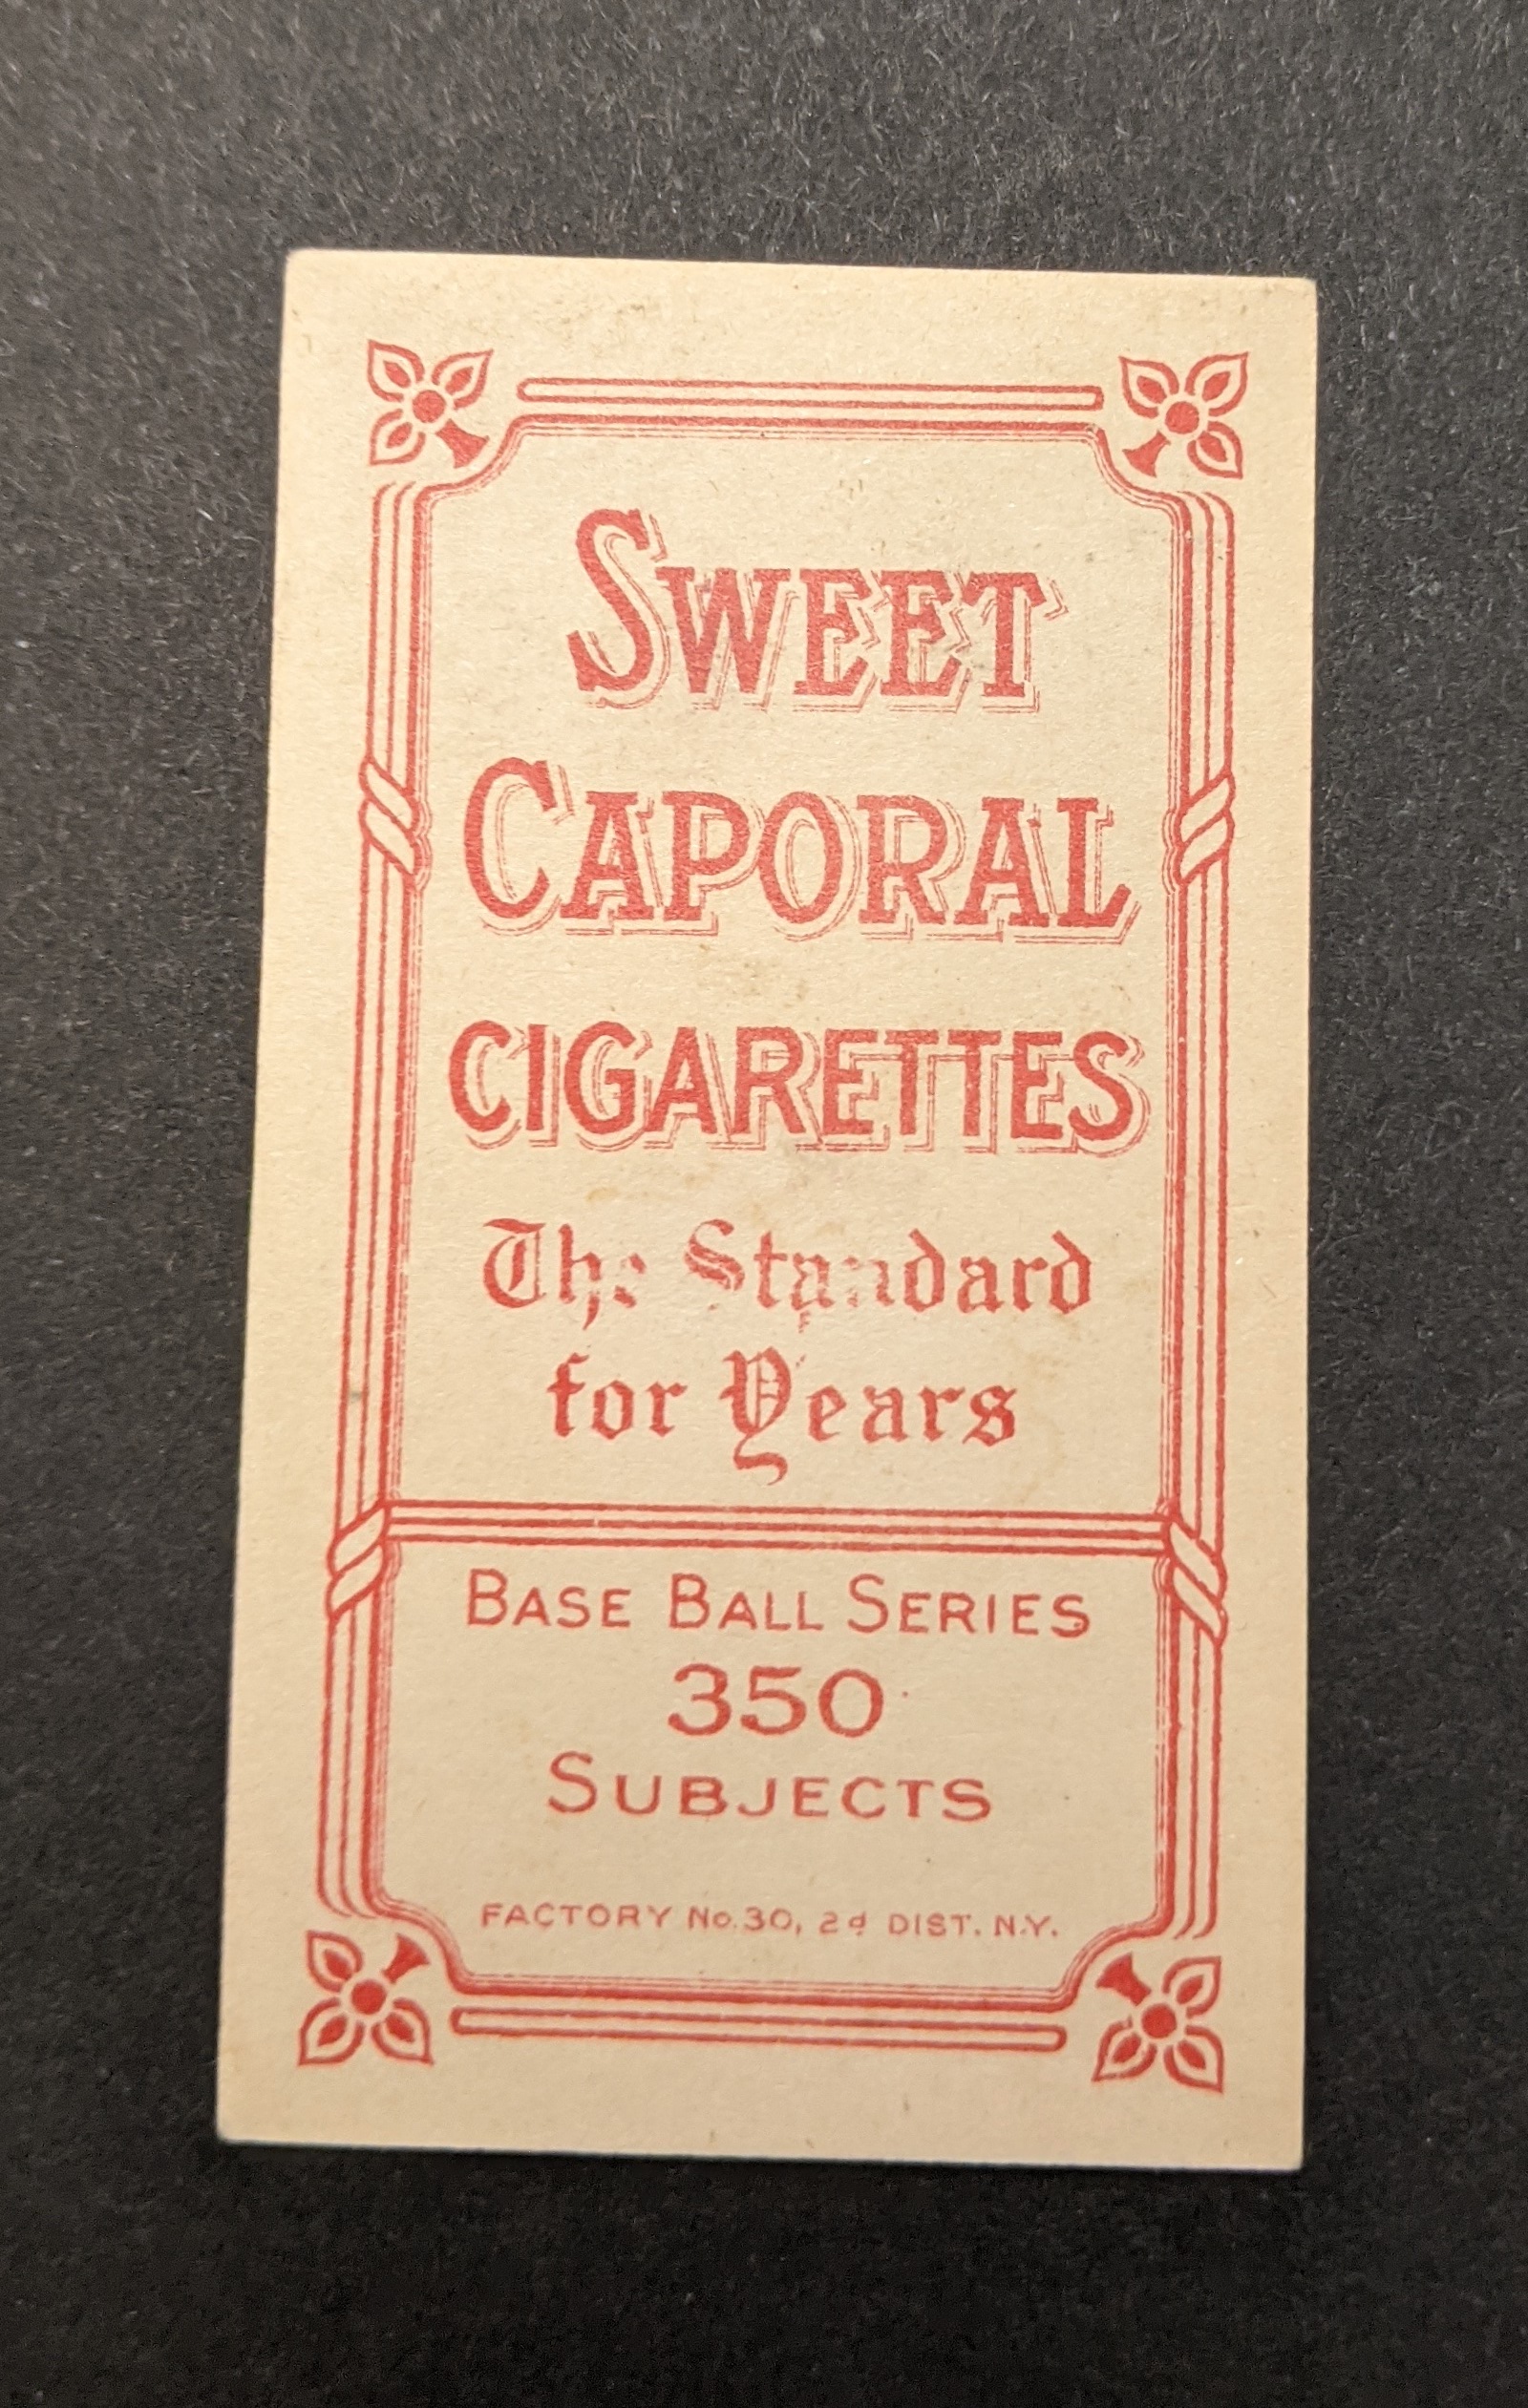 SWEET
CAPORAL
CIGARETTES
The Standard
for Years
BASE BALL SERIES
350
SUBJECTS
FACTORY No. 30, 2d DIST. N.Y.